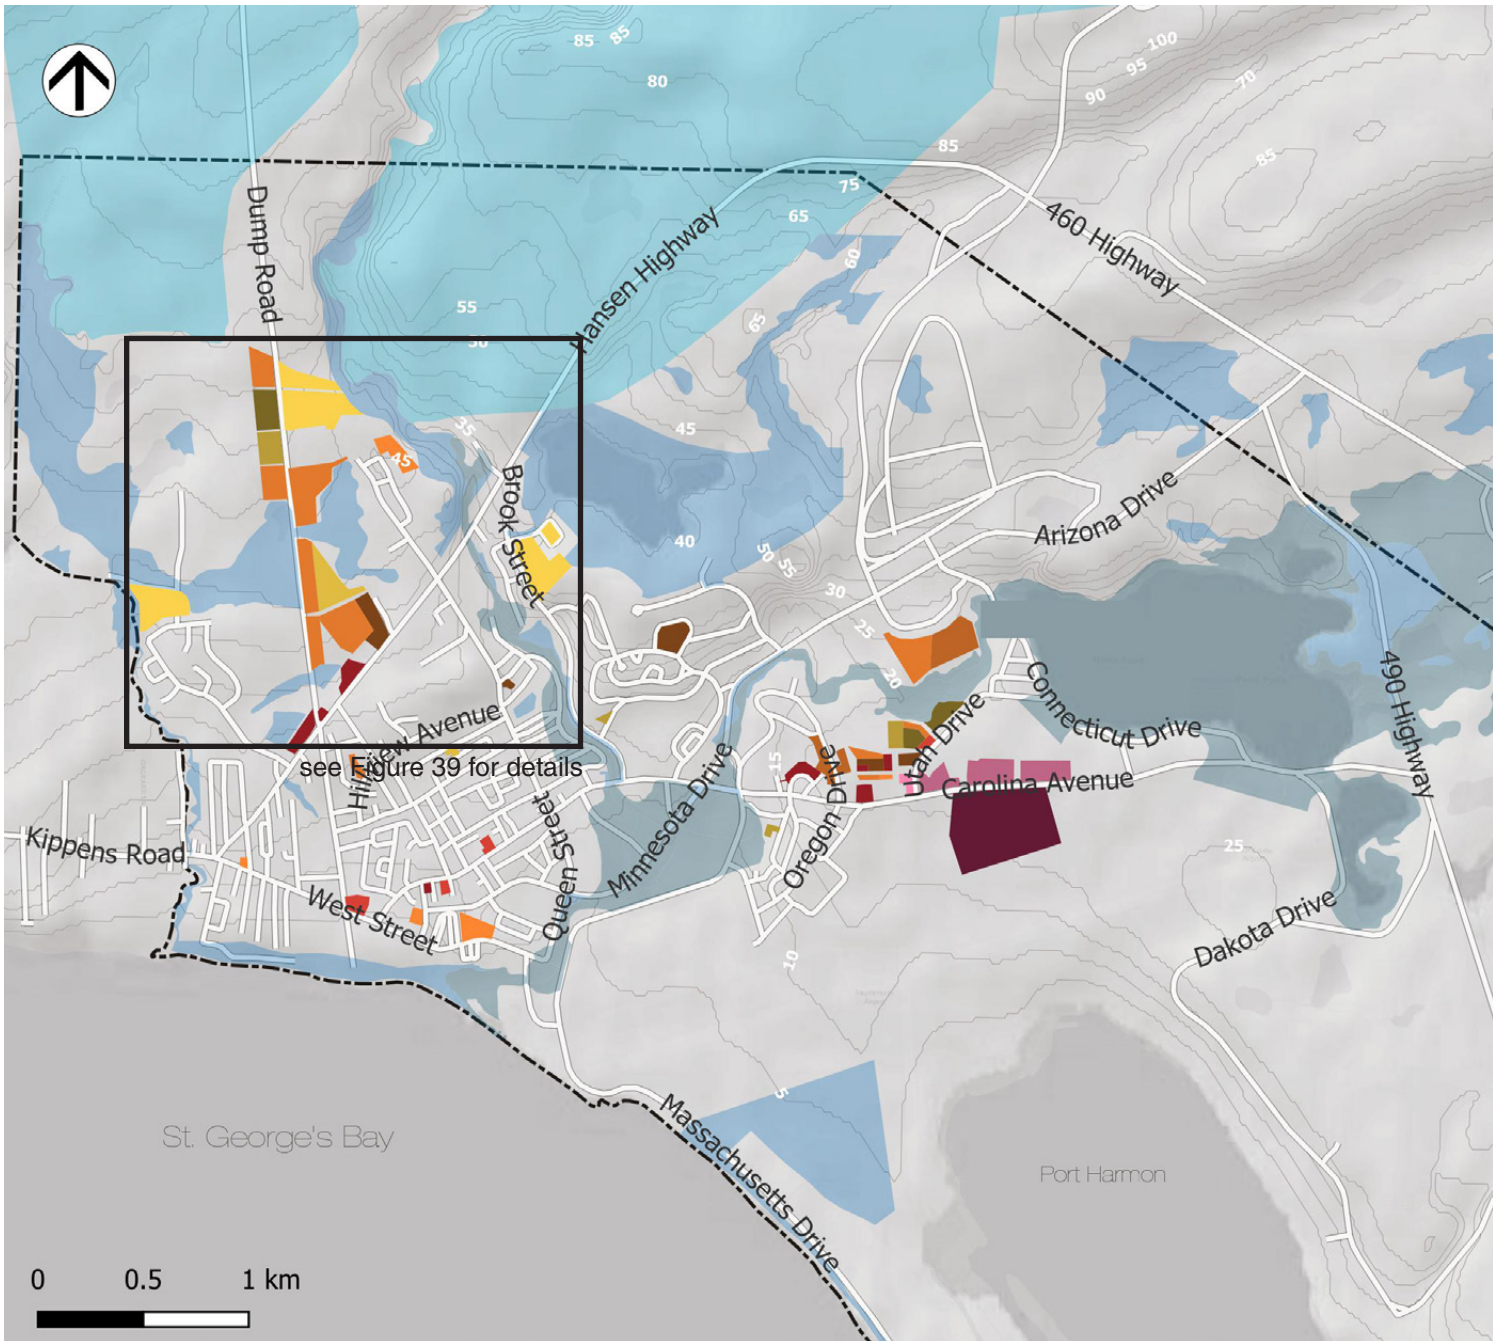 85
85
100
95
90
70
80
85
85
75
65
60
Dump Road
Hansen Highway
460 Highway
55
50
65
45
35
45
Brook Street
40
50
55
30
25
20
Arizona Drive
490 Highway
Connecticut Drive
Utah Drive
Hillview Avenue
see Figure 39 for details
15
Oregon Drive
Carolina Avenue
Minnesota Drive
Queen Street
Kippens Road
West Street
25
Dakota Drive
10
5
Massachusetts Drive
St. George's Bay
Port Harmon
0 0.5 1 km